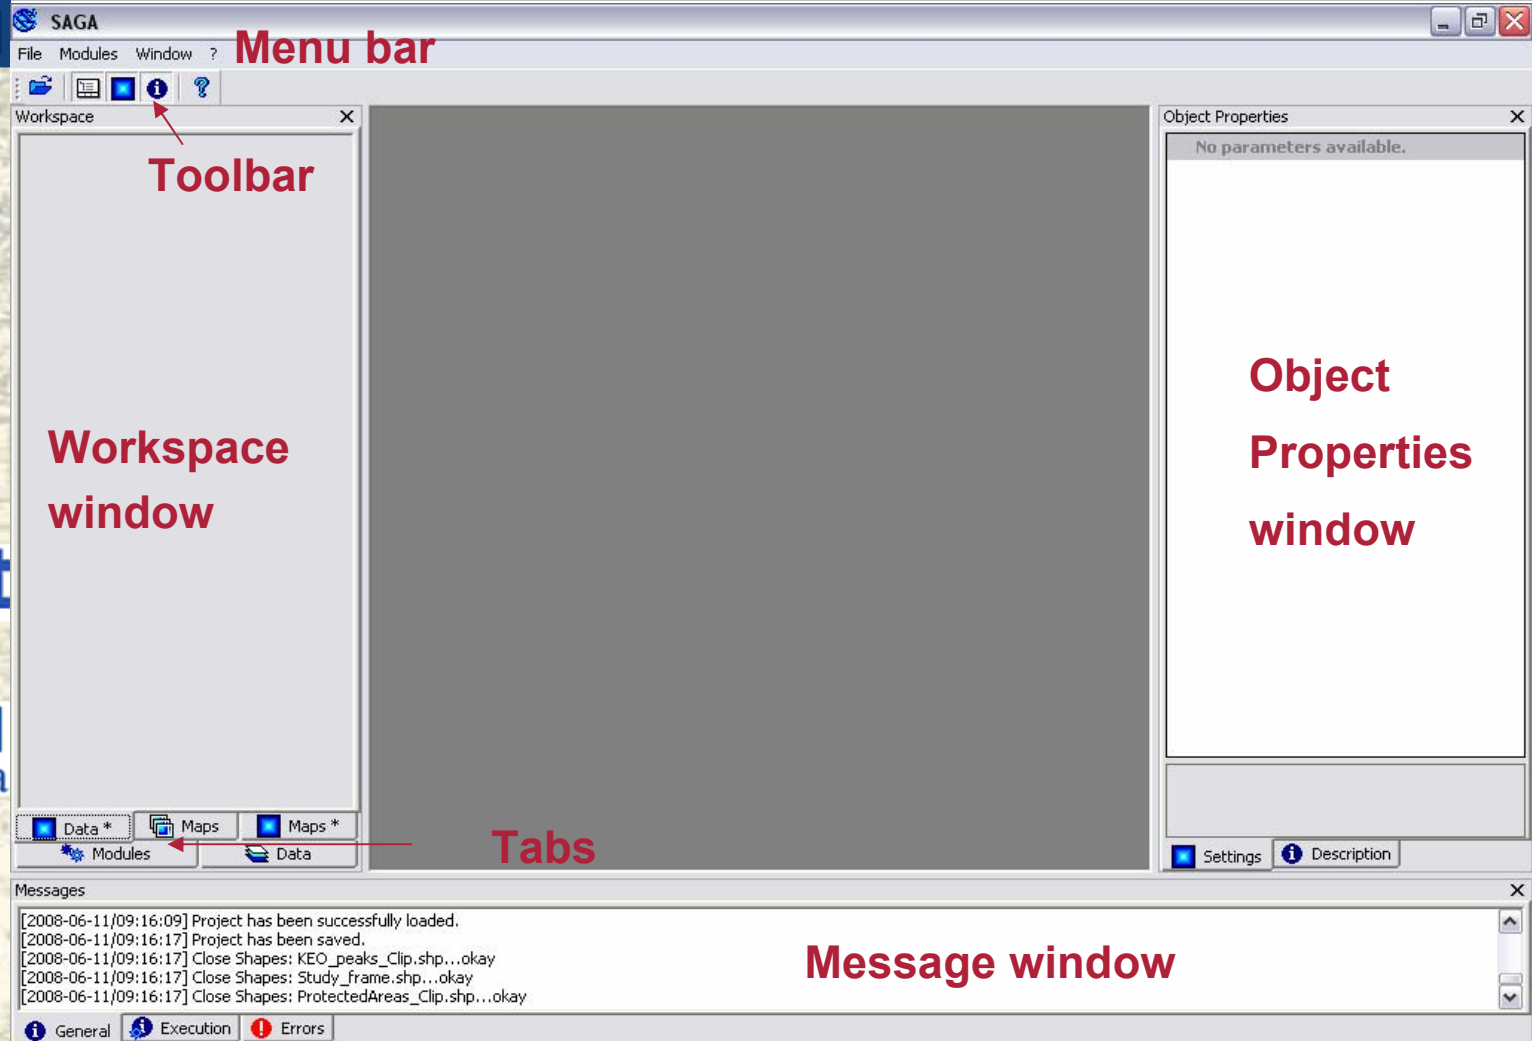 SAGA
File Modules Window ?
Menu bar
Workspace
Object Properties
No parameters available.
Toolbar
Workspace
window
Object
Properties
window
Data * Maps Maps *
Modules Data
Tabs
Settings Description
Messages
[2008-06-11/09:16:09] Project has been successfully loaded.
[2008-06-11/09:16:17] Project has been saved.
[2008-06-11/09:16:17] Close Shapes: KEO_peaks_Clip.shp...okay
[2008-06-11/09:16:17] Close Shapes: Study_frame.shp...okay
[2008-06-11/09:16:17] Close Shapes: ProtectedAreas_Clip.shp...okay
Message window
General Execution Errors